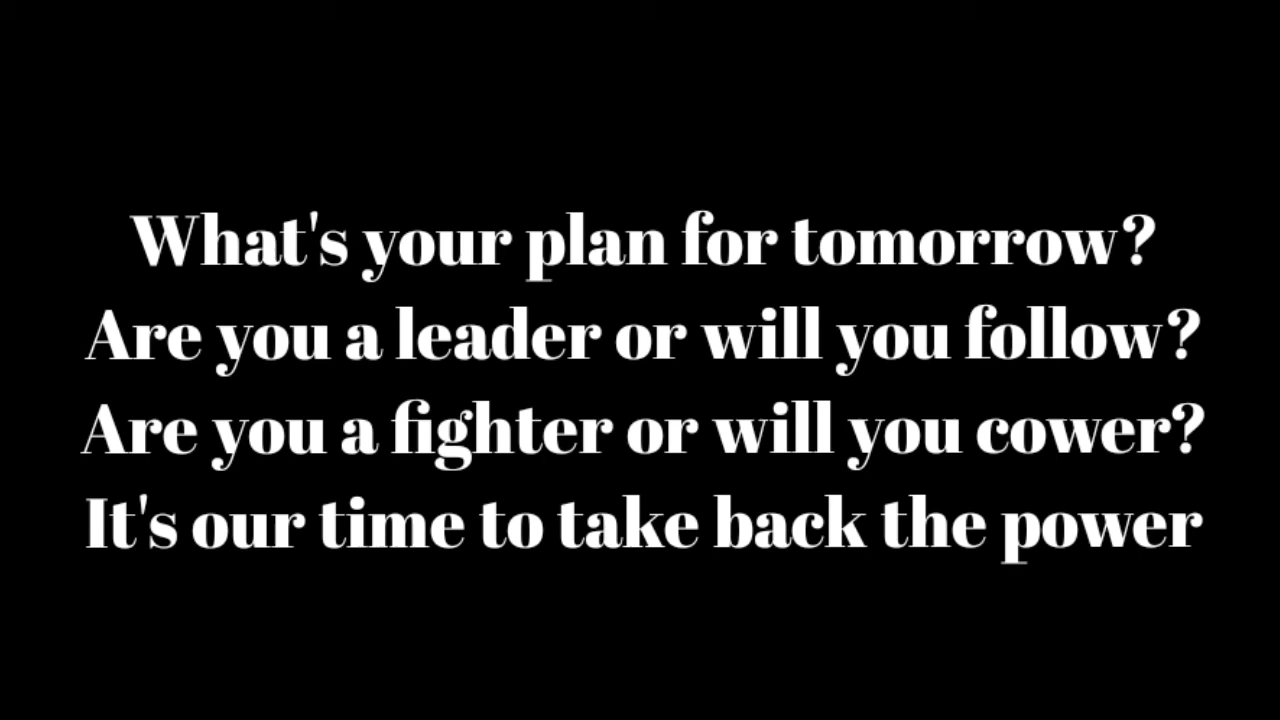 What's your plan for tomorrow?
Are you a leader or will you follow?
Are you a fighter or will you cower?
It's our time to take back the power